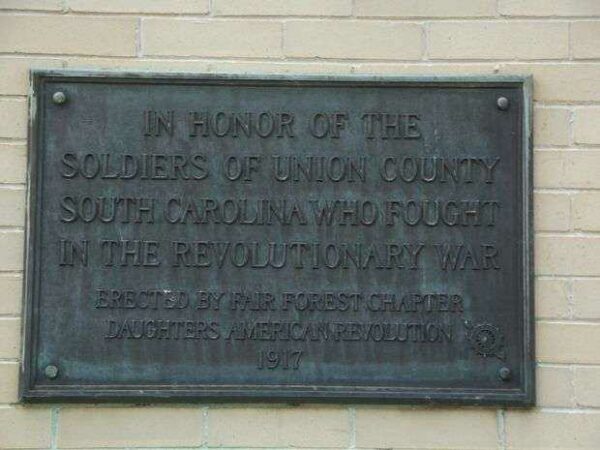 IN HONOR OF THE
SOLDIERS OF UNION COUNTY
SOUTH CAROLINA WHO FOUGHT
IN THE REVOLUTIONARY WAR
ERECTED BY FAIR FOREST CHAPTER
DAUGHTERS AMERICAN REVOLUTION
1917